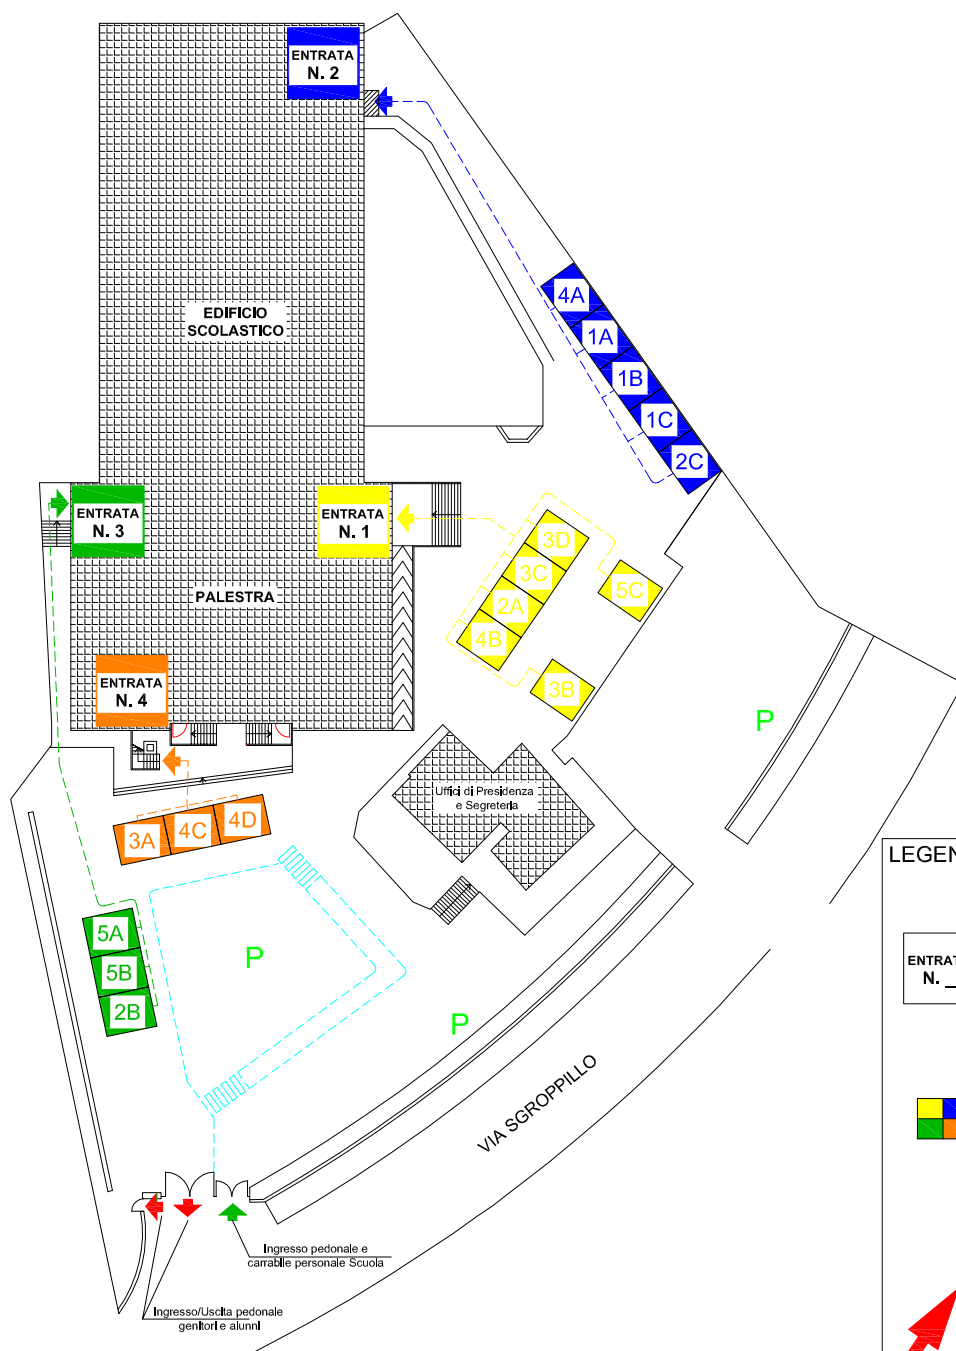 ENTRATA
N. 2
4A
1A
1B
1C
2C
EDIFICIO
SCOLASTICO
ENTRATA
N. 3
ENTRATA
N. 1
3D
3C
2A
4B
5C
3B
PALESTRA
ENTRATA
N. 4
P
Uffici di Presidenza
e Segreteria
3A
4C
4D
LEGEN
5A
5B
2B
P
P
ENTRAT
N. _
VIA SGROPPILLO
Ingresso pedonale e
carrabile personale Scuola
Ingresso/Uscita pedonale
genitori e alunni